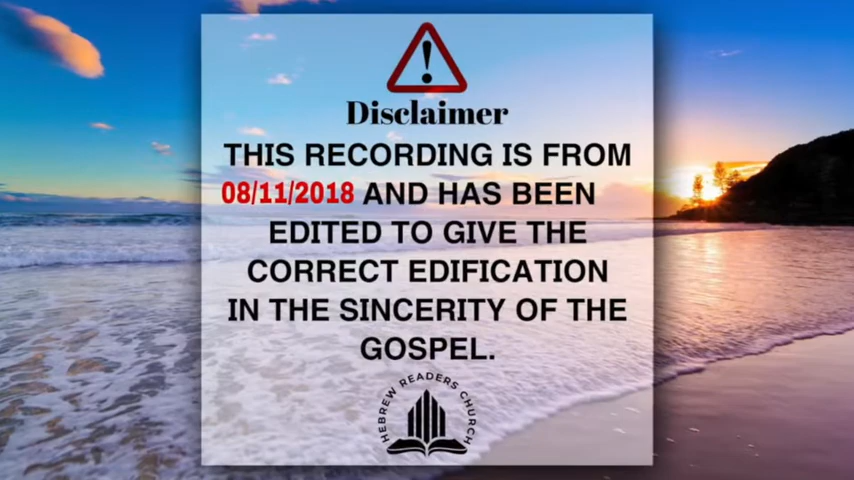 Disclaimer
THIS RECORDING IS FROM
08/11/2018 AND HAS BEEN
EDITED TO GIVE THE
CORRECT EDIFICATION
IN THE SINCERITY OF THE
GOSPEL.
HEBREW READERS CHURCH